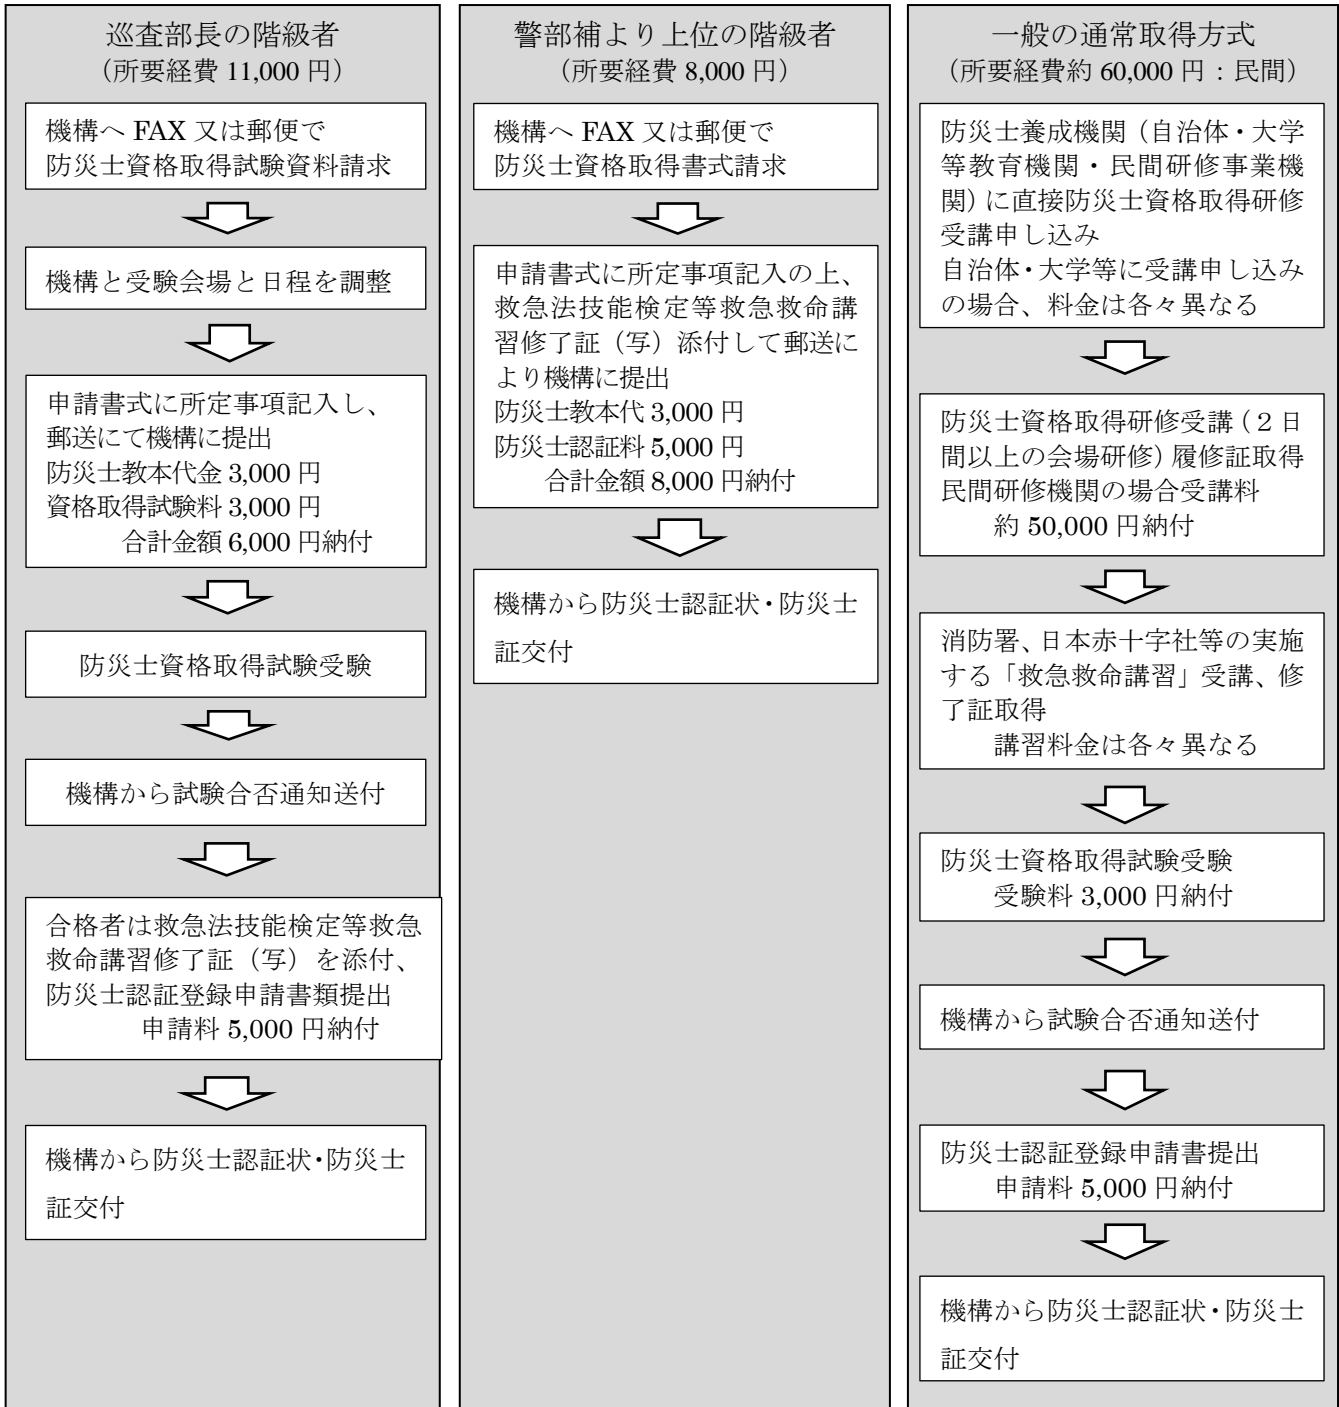 巡査部長の階級者
（所要経費 11,000 円）
機構へ FAX 又は郵便で
防災士資格取得試験資料請求
機構と受験会場と日程を調整
申請書式に所定事項記入し、
郵送にて機構に提出
防災士教本代金 3,000 円
資格取得試験料 3,000 円
合計金額 6,000 円納付
防災士資格取得試験受験
機構から試験合否通知送付
合格者は救急法技能検定等救急
救命講習修了証（写）を添付、
防災士認証登録申請書類提出
申請料 5,000 円納付
機構から防災士認証状・防災士
証交付
警部補より上位の階級者
（所要経費 8,000 円）
機構へ FAX 又は郵便で
防災士資格取得書式請求
申請書式に所定事項記入の上、
救急法技能検定等救急救命講
習修了証（写）添付して郵送に
より機構に提出
防災士教本代 3,000 円
防災士認証料 5,000 円
合計金額 8,000 円納付
機構から防災士認証状・防災士
証交付
一般の通常取得方式
（所要経費約 60,000 円：民間）
防災士養成機関（自治体・大学
等教育機関・民間研修事業機
関）に直接防災士資格取得研修
受講申し込み
自治体・大学等に受講申し込み
の場合、料金は各々異なる
防災士資格取得研修受講（２日
間以上の会場研修）履修証取得
民間研修機関の場合受講料
約 50,000 円納付
消防署、日本赤十字社等の実施
する「救急救命講習」受講、修
了証取得
講習料金は各々異なる
防災士資格取得試験受験
受験料 3,000 円納付
機構から試験合否通知送付
防災士認証登録申請書提出
申請料 5,000 円納付
機構から防災士認証状・防災士
証交付